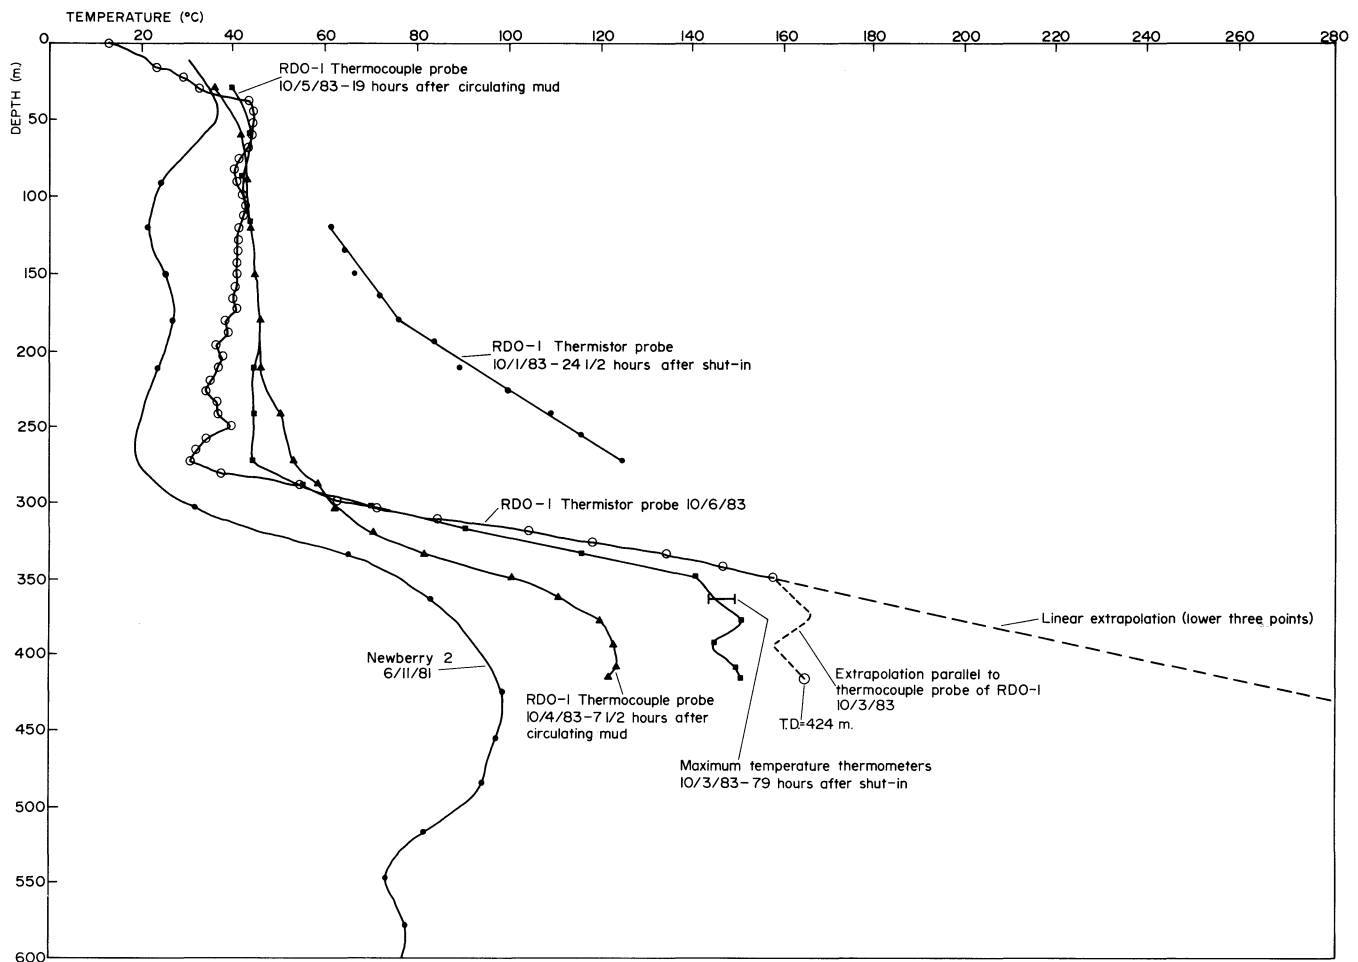 TEMPERATURE (°C)
0 20 40 60 80 100 120 140 160 180 200 220 240 260 280
DEPTH (m)
0
50
100
150
200
250
300
350
400
450
500
550
600
RDO-1 Thermocouple probe
10/5/83-19 hours after circulating mud
RDO-1 Thermistor probe
10/1/83-24 1/2 hours after shut-in
RDO-1 Thermistor probe 10/6/83
Linear extrapolation (lower three points)
Newberry 2
6/11/81
Extrapolation parallel to
thermocouple probe of RDO-1
10/3/83
RDO-1 Thermocouple probe
10/4/83-7 1/2 hours after
circulating mud
T.D.=424 m.
Maximum temperature thermometers
10/3/83-79 hours after shut-in